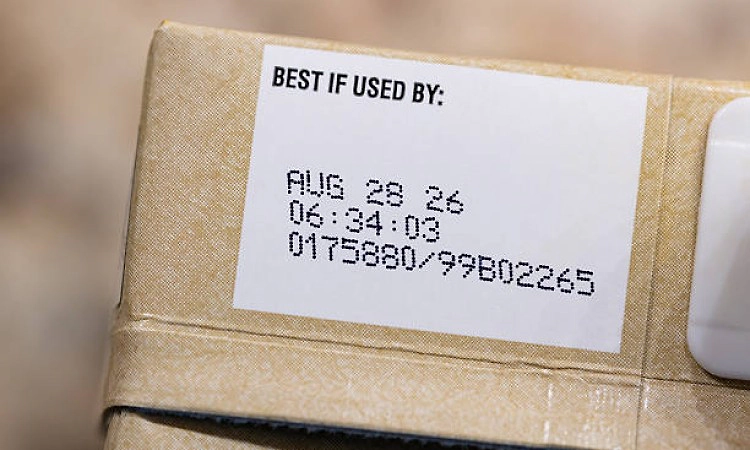 BEST IF USED BY:
AUG 28 26
06:34:03
0175880/99B02265